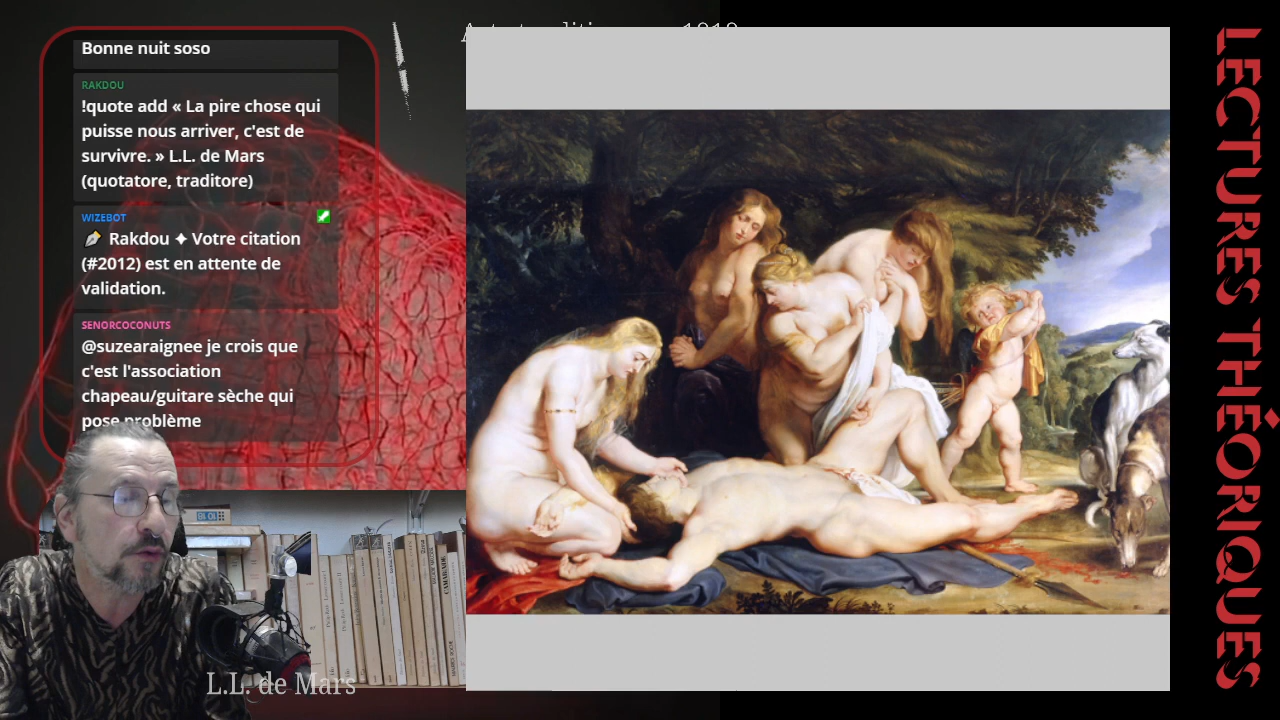 Bonne nuit soso
RAKDOU
!quote add « La pire chose qui
puisse nous arriver, c'est de
survivre. » L.L. de Mars
(quotatore, traditore)
WIZEBOT
Rakdou ✦ Votre citation
(#2012) est en attente de
validation.
SENORCOCONUTS
@suzearaignee je crois que
c'est l'association
chapeau/guitare sèche qui
pose problème
L.L. de Mars
LECTURES THÉORIQUES